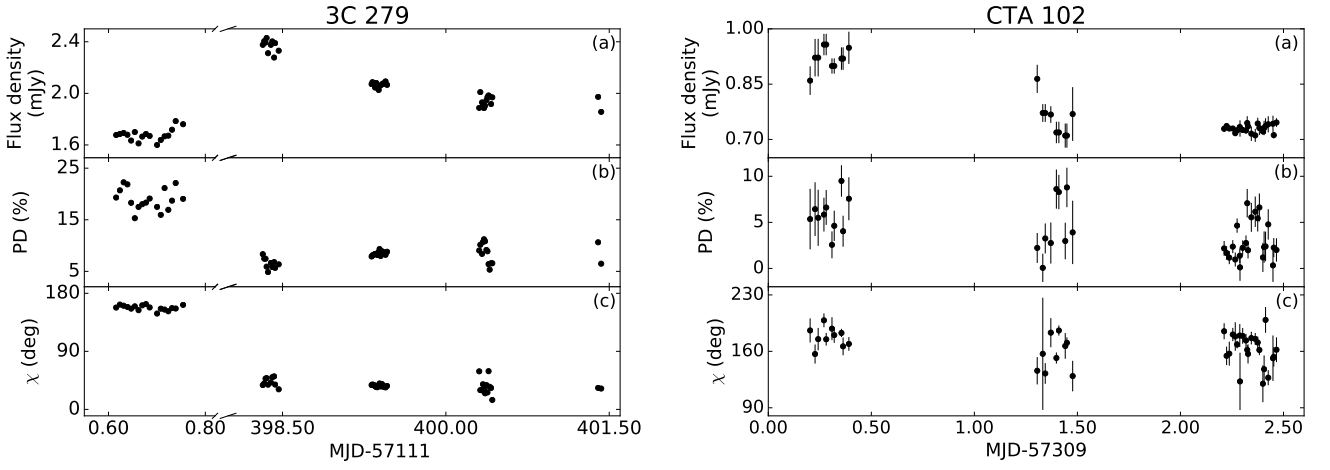 3C 279
CTA 102
2.4
2.0
1.6
Flux density
(mJy)
(a)
25
15
5
PD (%)
(b)
180
90
0
χ (deg)
(c)
0.60 0.80 398.50 400.00 401.50
MJD-57111
1.00
0.85
0.70
Flux density
(mJy)
(a)
10
5
0
PD (%)
(b)
230
160
90
χ (deg)
(c)
0.00 0.50 1.00 1.50 2.00 2.50
MJD-57309